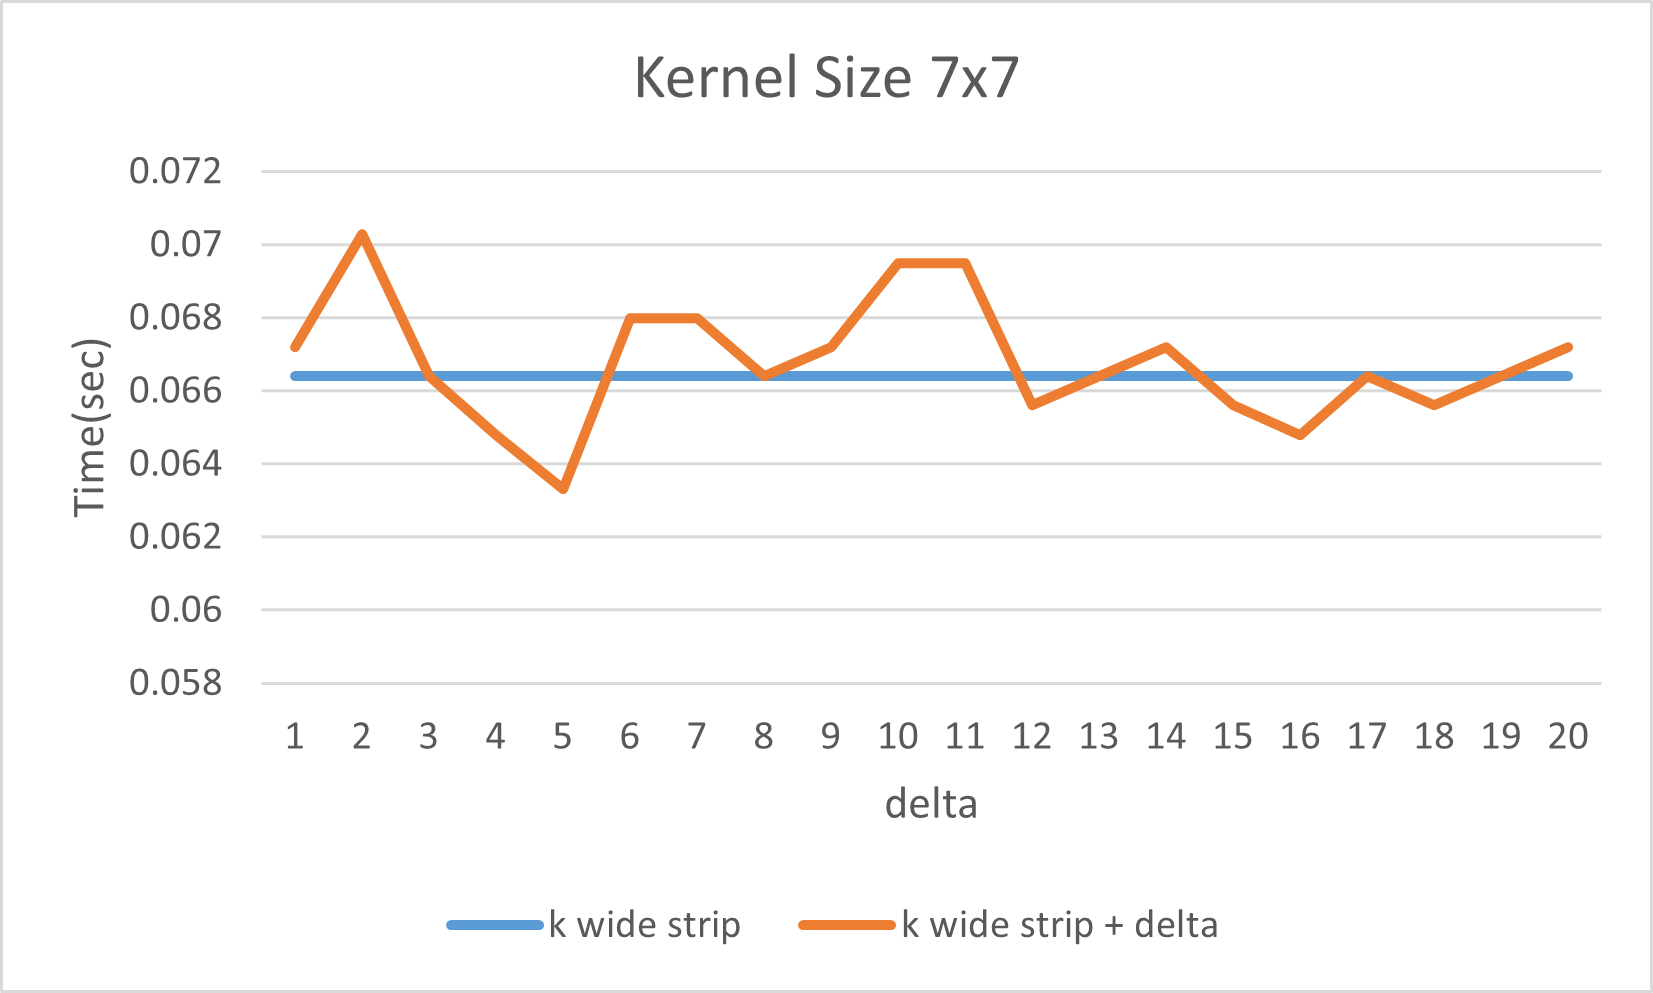 Kernel Size 7x7
0.072
0.07
0.068
0.066
0.064
0.062
0.06
0.058
Time(sec)
1 2 3 4 5 6 7 8 9 10 11 12 13 14 15 16 17 18 19 20
delta
k wide strip k wide strip + delta